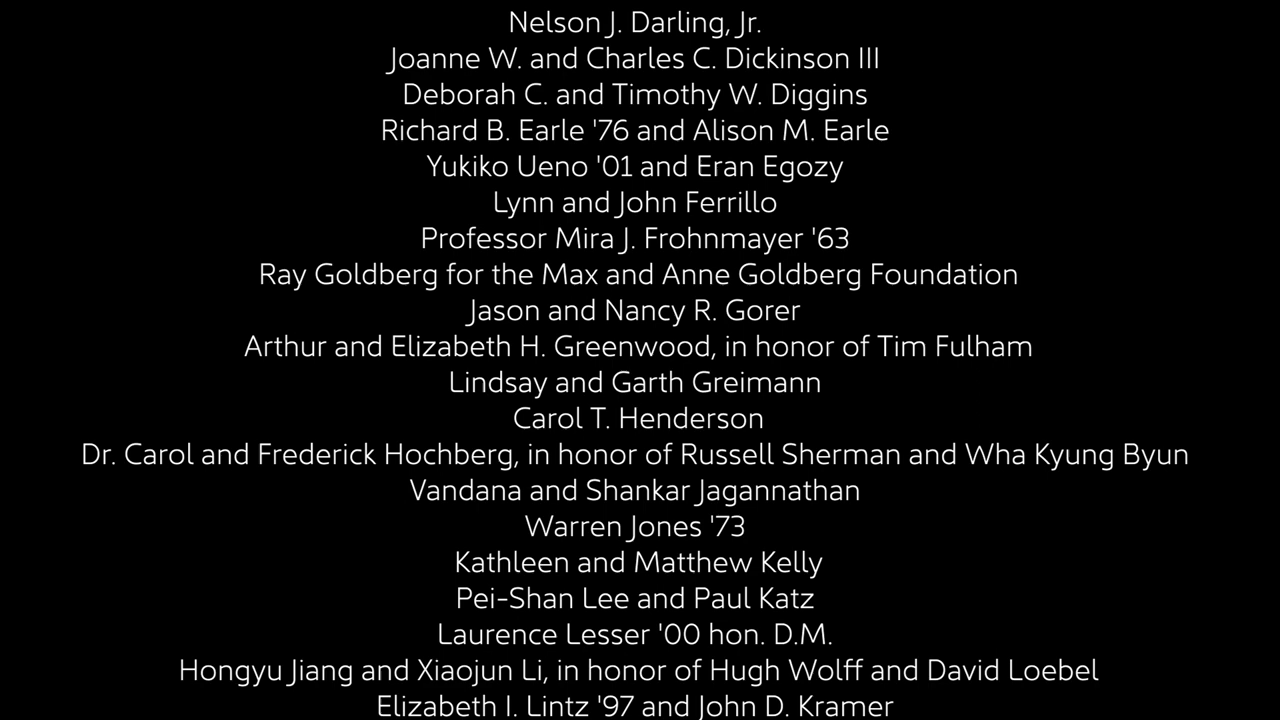 Nelson J. Darling, Jr.
Joanne W. and Charles C. Dickinson III
Deborah C. and Timothy W. Diggins
Richard B. Earle '76 and Alison M. Earle
Yukiko Ueno '01 and Eran Egozy
Lynn and John Ferrillo
Professor Mira J. Frohnmayer '63
Ray Goldberg for the Max and Anne Goldberg Foundation
Jason and Nancy R. Gorer
Arthur and Elizabeth H. Greenwood, in honor of Tim Fulham
Lindsay and Garth Greimann
Carol T. Henderson
Dr. Carol and Frederick Hochberg, in honor of Russell Sherman and Wha Kyung Byun
Vandana and Shankar Jagannathan
Warren Jones '73
Kathleen and Matthew Kelly
Pei-Shan Lee and Paul Katz
Laurence Lesser '00 hon. D.M.
Hongyu Jiang and Xiaojun Li, in honor of Hugh Wolff and David Loebel
Elizabeth I. Lintz '97 and John D. Kramer